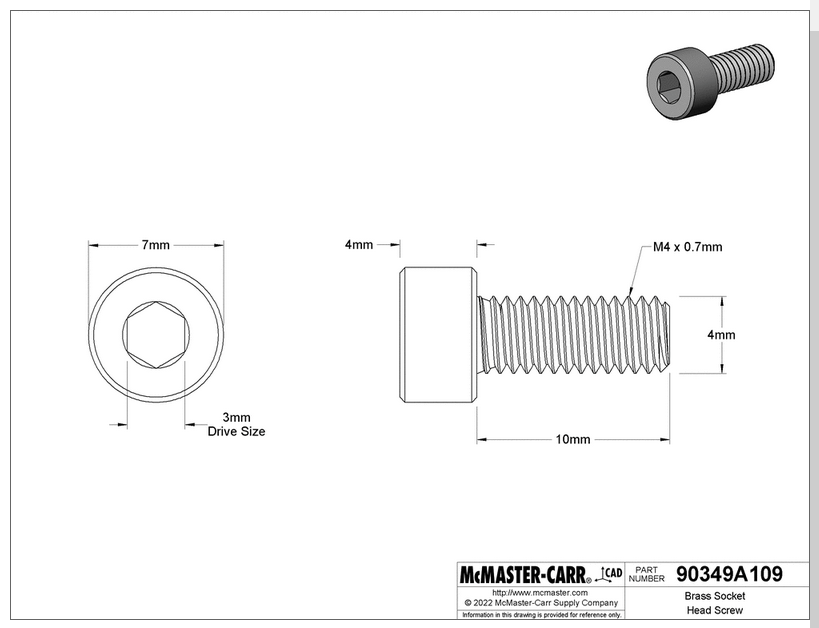 7mm
4mm
M4 x 0.7mm
4mm
3mm
Drive Size
10mm
McMASTER-CARR® CAD
PART
NUMBER
90349A109
http://www.mcmaster.com
© 2022 McMaster-Carr Supply Company
Information in this drawing is provided for reference only.
Brass Socket
Head Screw